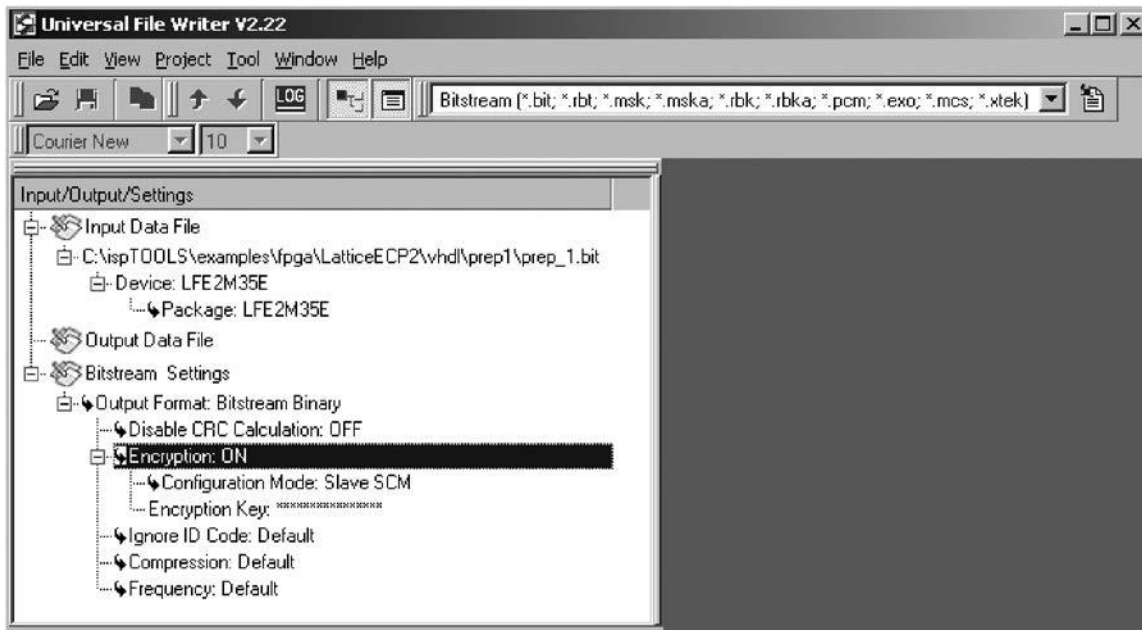 Universal File Writer V2.22
File Edit View Project Tool Window Help
LOG
Bitstream (*.bit; *.rbt; *.msk; *.mska; *.rbk; *.rbka; *.pcm; *.exo; *.mcs; *.xtek)
Courier New 10
Input/Output/Settings
Input Data File
C:\ispTOOLS\examples\fpga\LatticeECP2\vhdl\prep1\prep_1.bit
Device: LFE2M35E
Package: LFE2M35E
Output Data File
Bitstream Settings
Output Format: Bitstream Binary
Disable CRC Calculation: OFF
Encryption: ON
Configuration Mode: Slave SCM
Encryption Key: ****************
Ignore ID Code: Default
Compression: Default
Frequency: Default